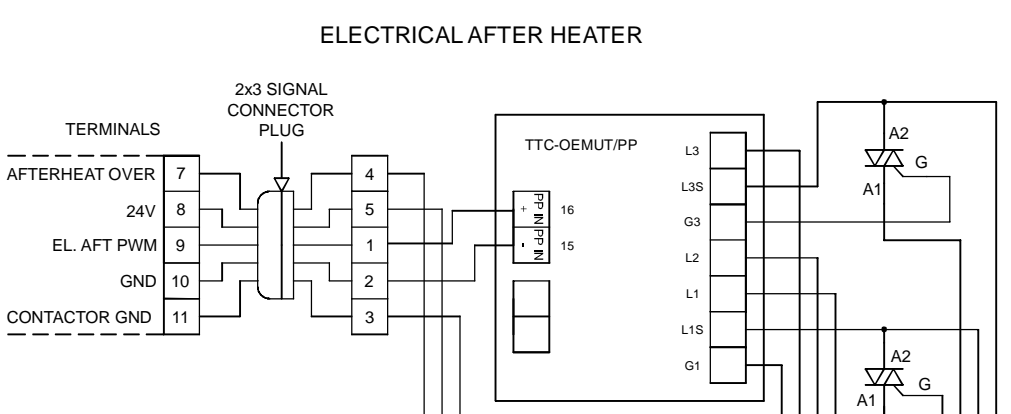 ELECTRICAL AFTER HEATER
2x3 SIGNAL
CONNECTOR
PLUG
TERMINALS
AFTERHEAT OVER 7
24V 8
EL. AFT PWM 9
GND 10
CONTACTOR GND 11
4
5
1
2
3
TTC-OEMUT/PP
+ PP IN 16
- PP IN 15
L3
L3S
G3
L2
L1
L1S
G1
A2
G
A1
A2
G
A1